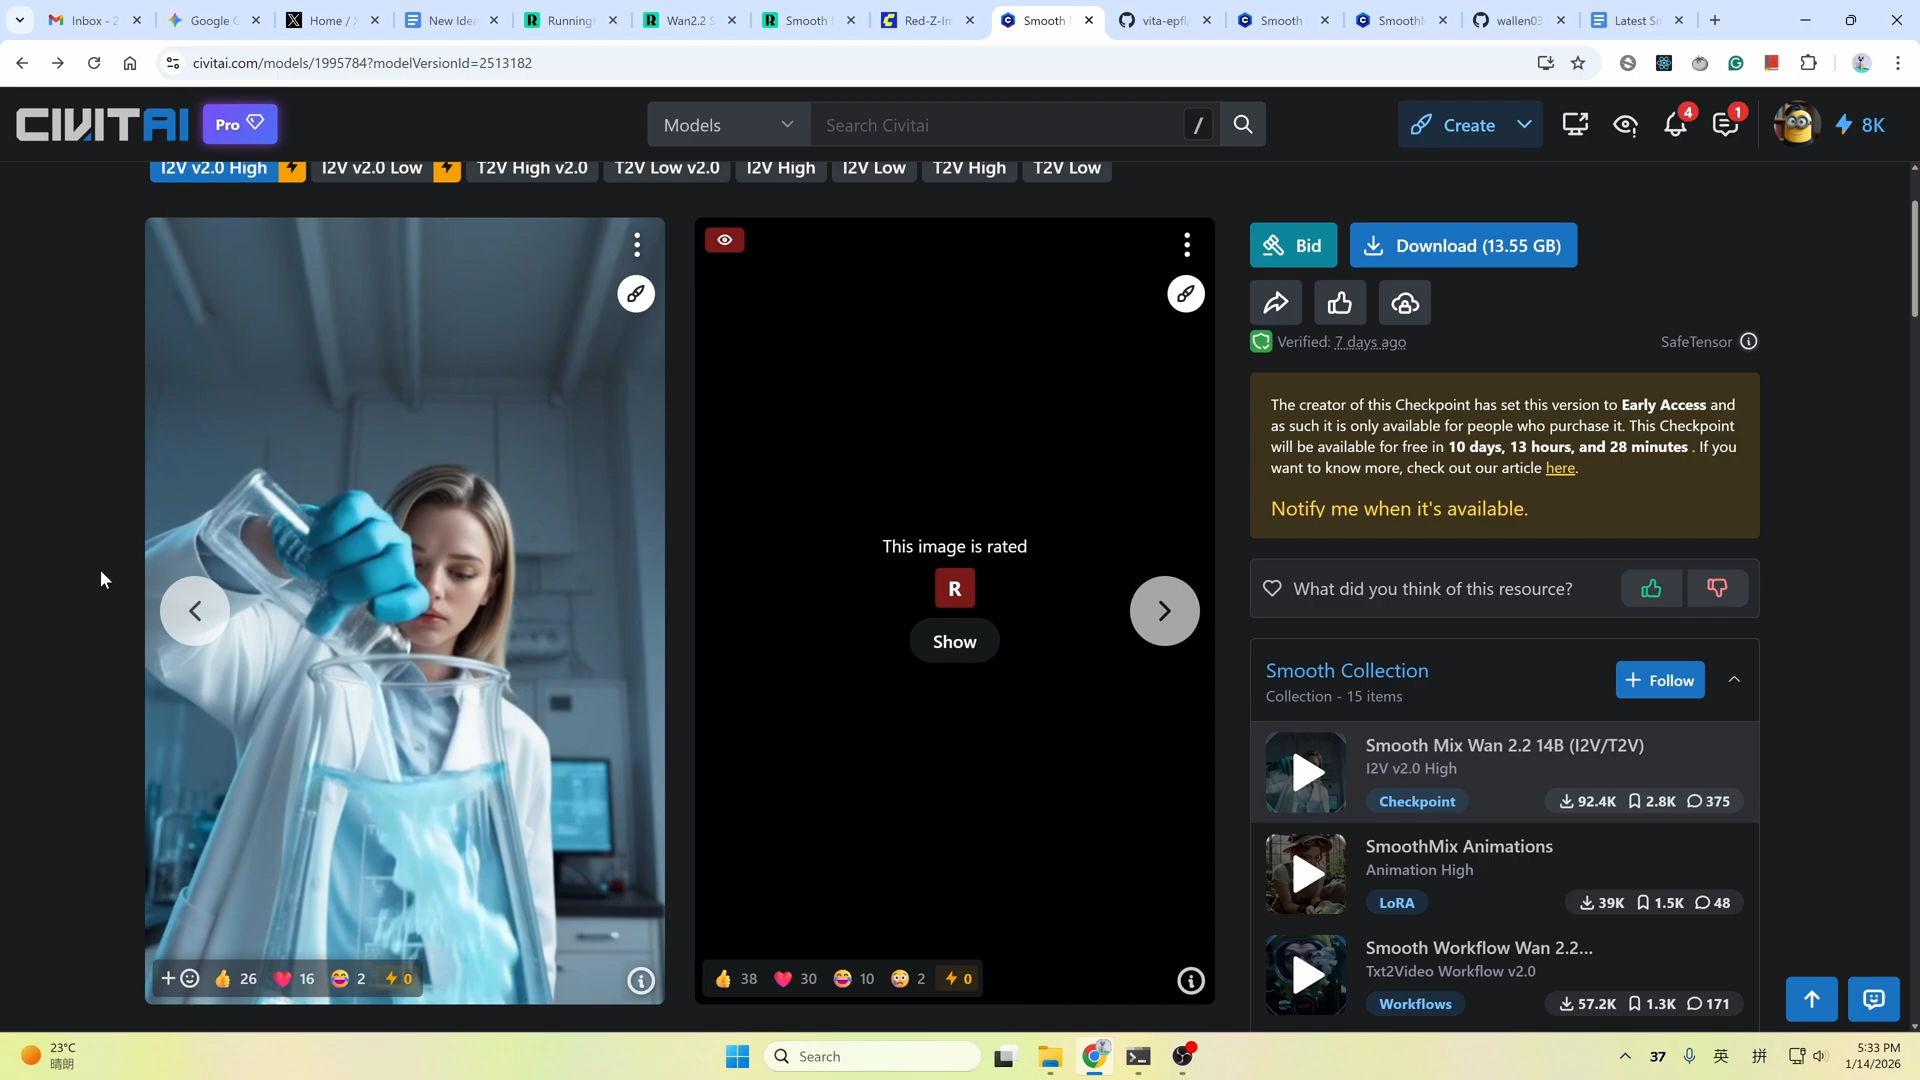 Inbox - 2
Google G
Home / X
New Idea
Running
Wan2.2 S
Smooth
Red-Z-Im
Smooth
vita-epfl
Smooth
SmoothM
wallen03
Latest Sm
civitai.com/models/1995784?modelVersionId=2513182
CIVITAI
Pro
Models
Search Civitai
/
Create
4
1
8K
I2V v2.0 High
I2V v2.0 Low
T2V High v2.0
T2V Low v2.0
I2V High
I2V Low
T2V High
T2V Low
This image is rated
R
Show
26
16
2
0
38
30
10
2
0
Bid
Download (13.55 GB)
Verified: 7 days ago
SafeTensor
The creator of this Checkpoint has set this version to Early Access and
as such it is only available for people who purchase it. This Checkpoint
will be available for free in 10 days, 13 hours, and 28 minutes . If you
want to know more, check out our article here.
Notify me when it's available.
What did you think of this resource?
Smooth Collection
Collection - 15 items
Follow
Smooth Mix Wan 2.2 14B (I2V/T2V)
I2V v2.0 High
Checkpoint
92.4K
2.8K
375
SmoothMix Animations
Animation High
LoRA
39K
1.5K
48
Smooth Workflow Wan 2.2...
Txt2Video Workflow v2.0
Workflows
57.2K
1.3K
171
23°C
晴朗
Search
37
英
拼
5:33 PM
1/14/2026